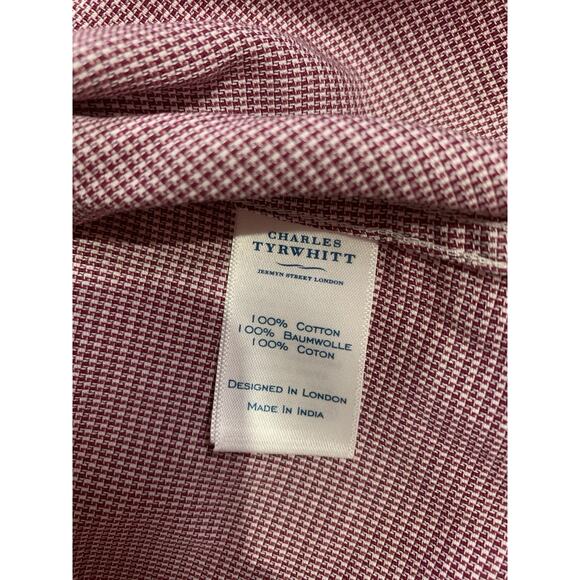 CHARLES
TYRWHITT
JERMYN STREET LONDON
100% COTTON
100% BAUMWOLLE
100% COTON
DESIGNED IN LONDON
MADE IN INDIA